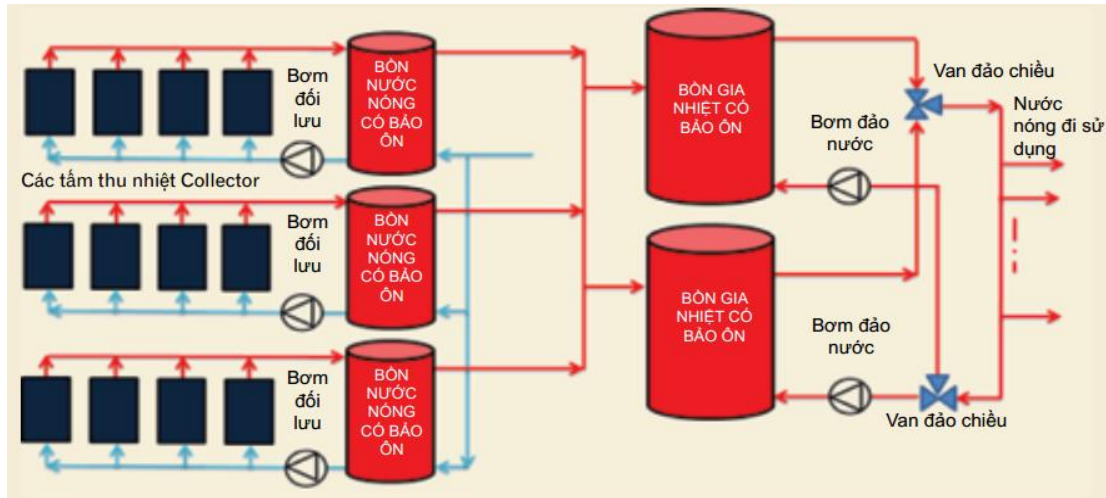 Bơm
đối
lưu
BỒN
NƯỚC
NÓNG
CÓ BẢO
ÔN
Các tấm thu nhiệt Collector
Bơm
đối
lưu
BỒN
NƯỚC
NÓNG
CÓ BẢO
ÔN
Bơm
đối
lưu
BỒN
NƯỚC
NÓNG
CÓ BẢO
ÔN
BỒN GIA
NHIỆT CÓ
BẢO ÔN
Bơm đảo
nước
Van đảo chiều
Nước
nóng đi sử
dụng
BỒN GIA
NHIỆT CÓ
BẢO ÔN
Bơm đảo
nước
Van đảo chiều